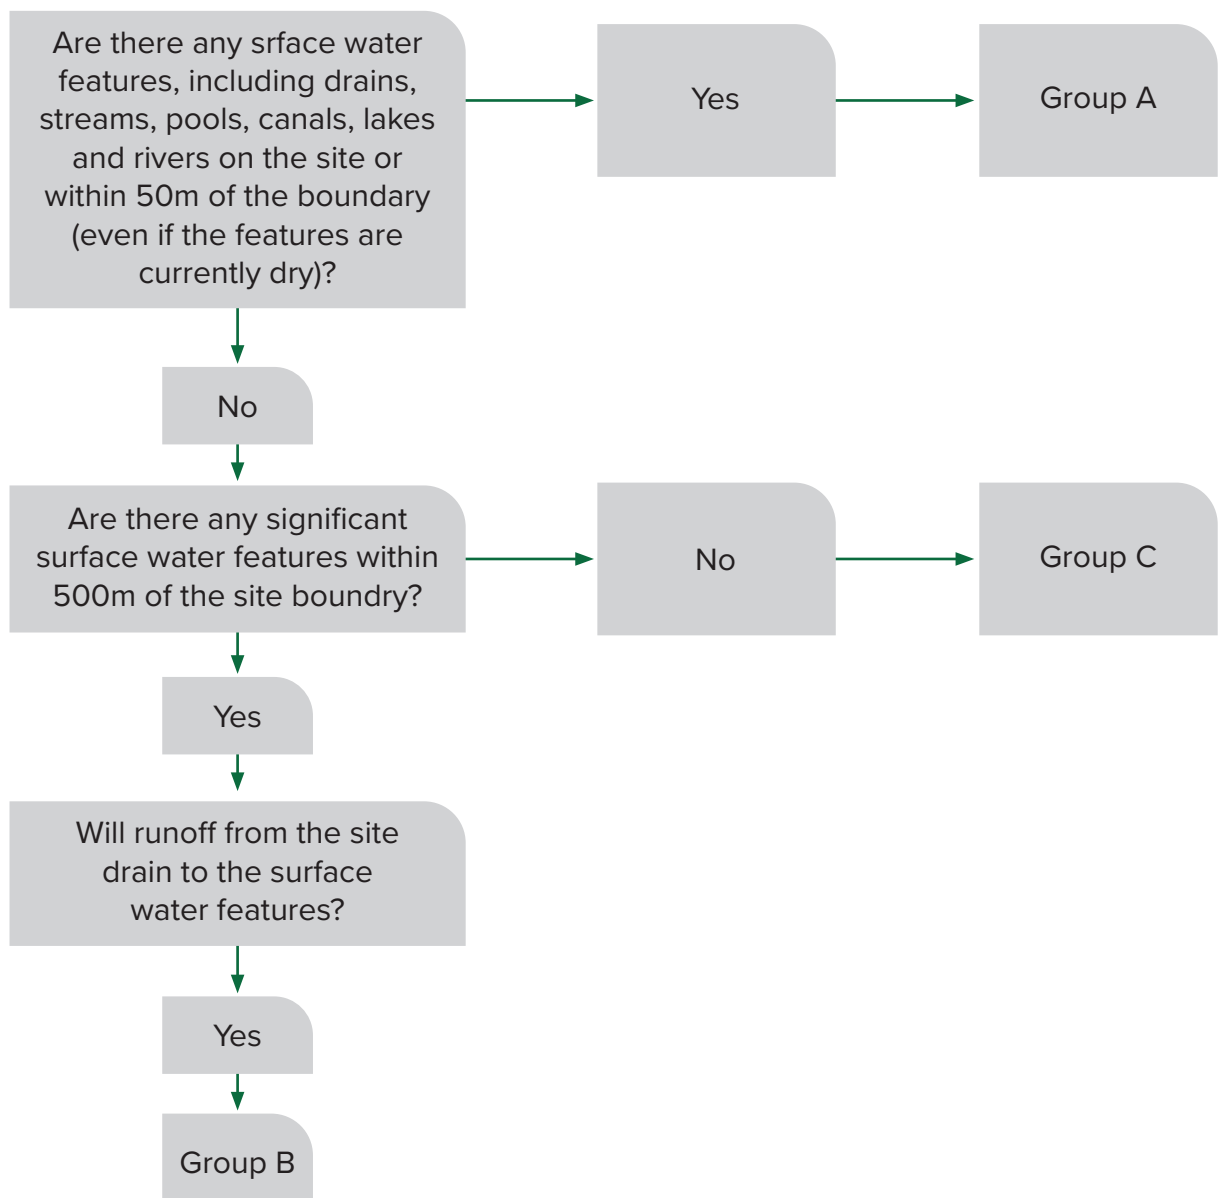 Are there any srface water
features, including drains,
streams, pools, canals, lakes
and rivers on the site or
within 50m of the boundary
(even if the features are
currently dry)?
Yes
Group A
No
Are there any significant
surface water features within
500m of the site boundry?
No
Group C
Yes
Will runoff from the site
drain to the surface
water features?
Yes
Group B